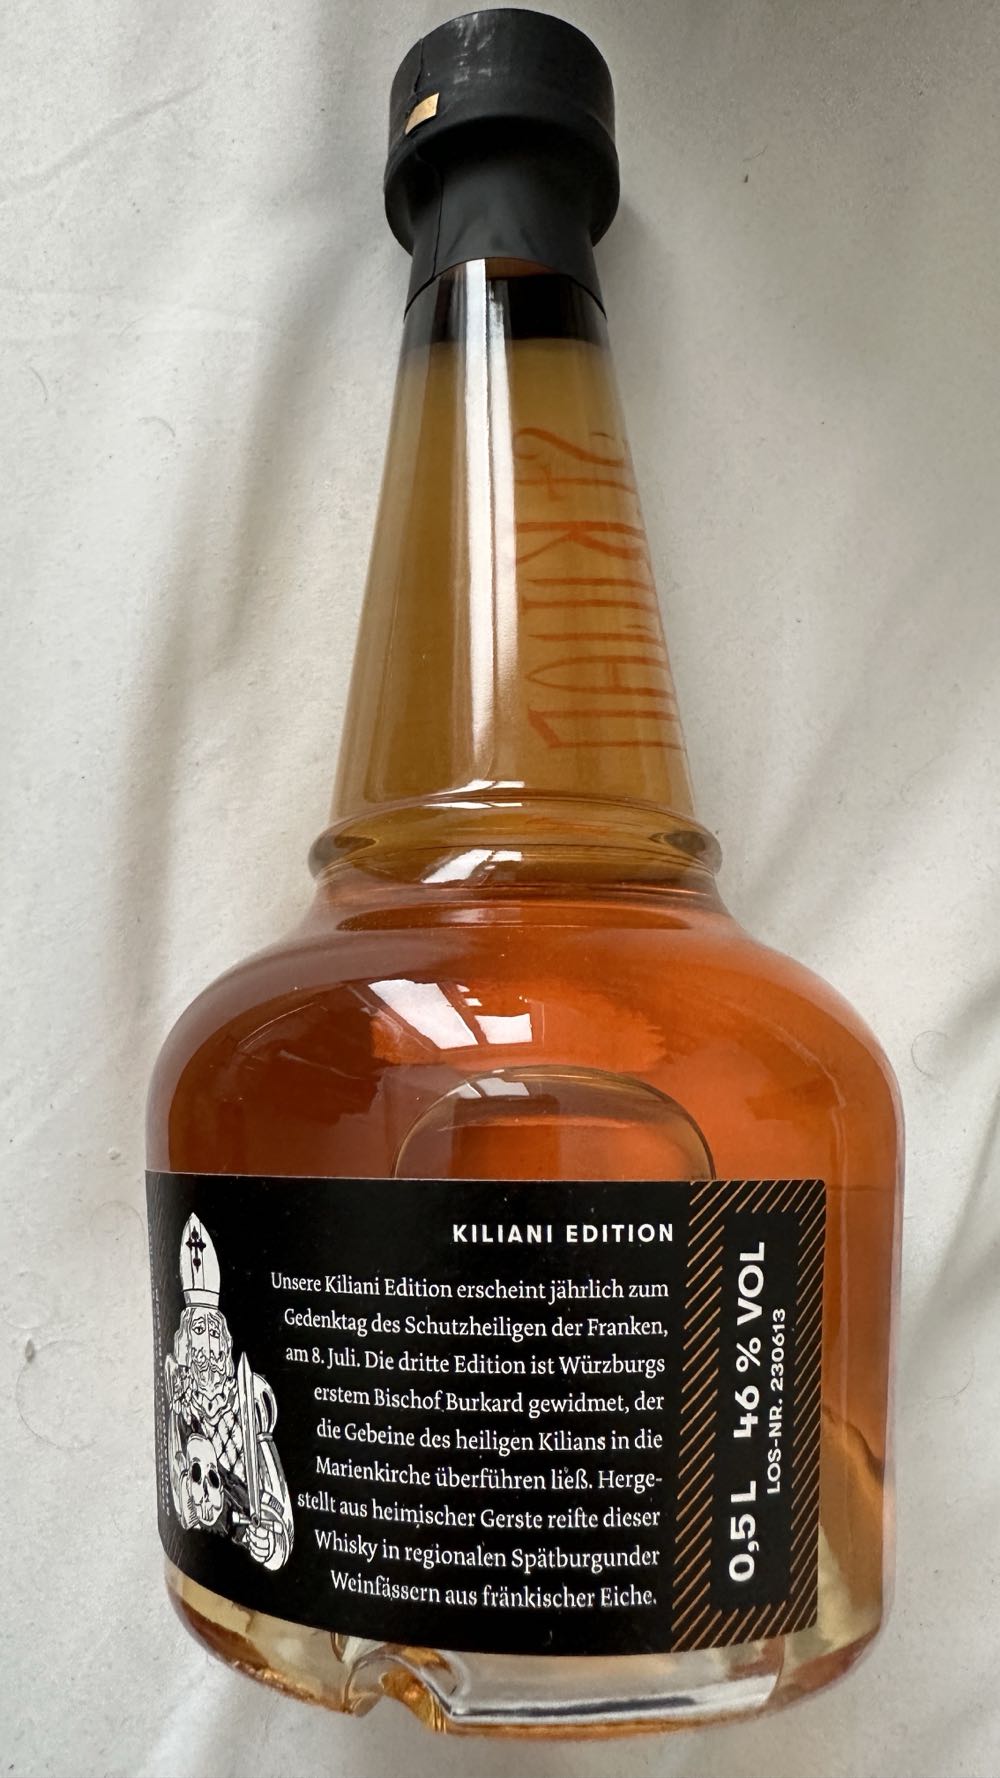 St. KILIAN
KILIANI EDITION
Unsere Kiliani Edition erscheint jährlich zum
Gedenktag des Schutzheiligen der Franken,
am 8. Juli. Die dritte Edition ist Würzburgs
erstem Bischof Burkard gewidmet, der
die Gebeine des heiligen Kilians in die
Marienkirche überführen ließ. Herge-
stellt aus heimischer Gerste reifte dieser
Whisky in regionalen Spätburgunder
Weinfässern aus fränkischer Eiche.
0,5 L 46 % VOL
LOS-NR. 230613